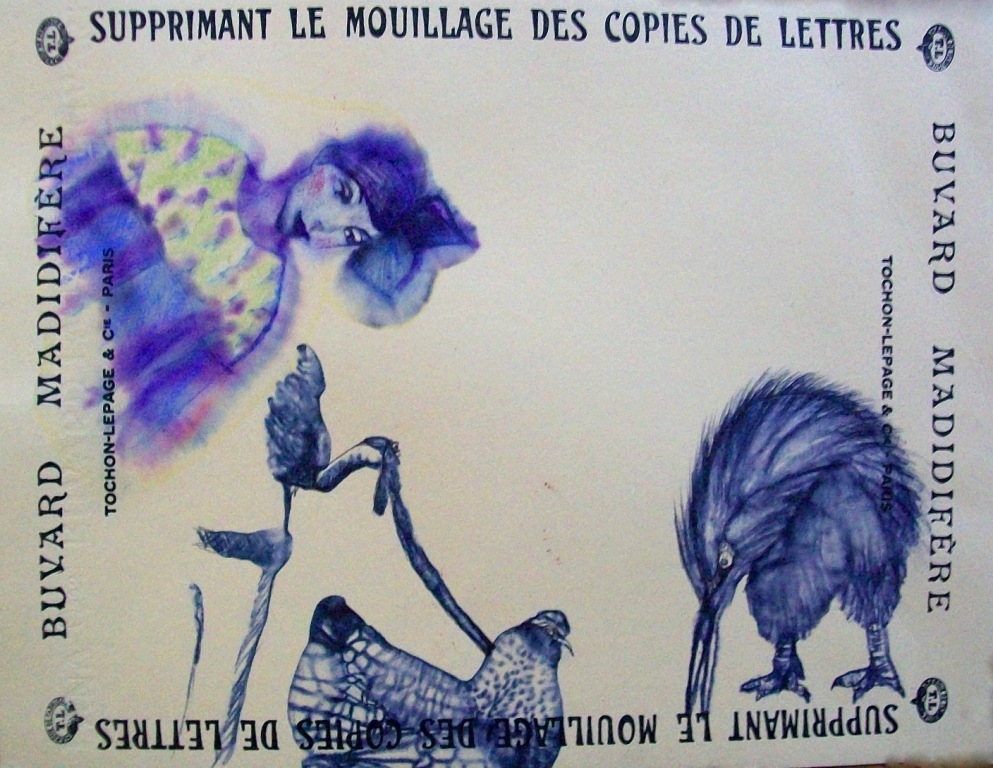 SUPPRIMANT LE MOUILLAGE DES COPIES DE LETTRES
T.L
T.L
BUVARD MADIDIFÈRE
TOCHON-LEPAGE & CIE - PARIS
TOCHON-LEPAGE & CIE - PARIS
BUVARD MADIDIFÈRE
T.L
T.L
SUPPRIMANT LE MOUILLAGE DES COPIES DE LETTRES